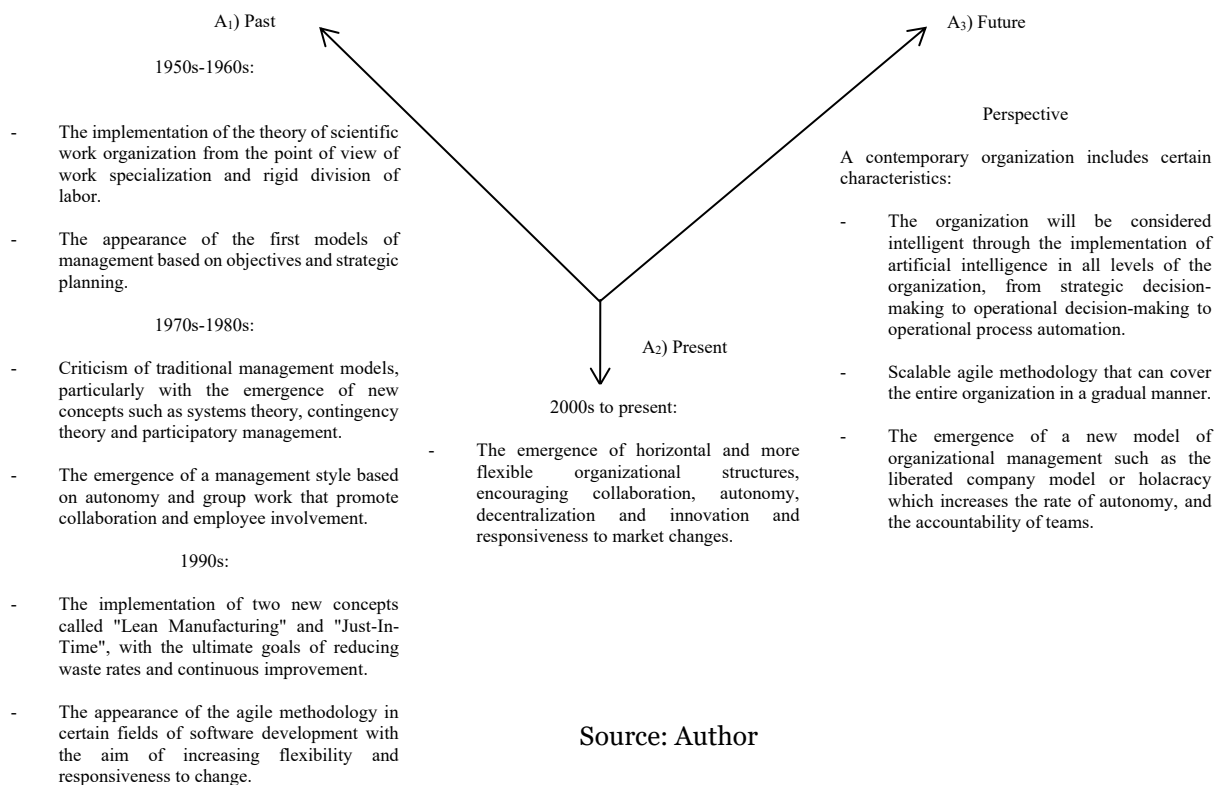 A₁) Past
1950s-1960s:
- The implementation of the theory of scientific
work organization from the point of view of
work specialization and rigid division of
labor.
- The appearance of the first models of
management based on objectives and strategic
planning.
1970s-1980s:
- Criticism of traditional management models,
particularly with the emergence of new
concepts such as systems theory, contingency
theory and participatory management.
- The emergence of a management style based
on autonomy and group work that promote
collaboration and employee involvement.
1990s:
- The implementation of two new concepts
called "Lean Manufacturing" and "Just-In-
Time", with the ultimate goals of reducing
waste rates and continuous improvement.
- The appearance of the agile methodology in
certain fields of software development with
the aim of increasing flexibility and
responsiveness to change.
A₂) Present
2000s to present:
- The emergence of horizontal and more
flexible organizational structures,
encouraging collaboration, autonomy,
decentralization and innovation and
responsiveness to market changes.
A₃) Future
Perspective
A contemporary organization includes certain
characteristics:
- The organization will be considered
intelligent through the implementation of
artificial intelligence in all levels of the
organization, from strategic decision-
making to operational decision-making to
operational process automation.
- Scalable agile methodology that can cover
the entire organization in a gradual manner.
- The emergence of a new model of
organizational management such as the
liberated company model or holacracy
which increases the rate of autonomy, and
the accountability of teams.
Source: Author